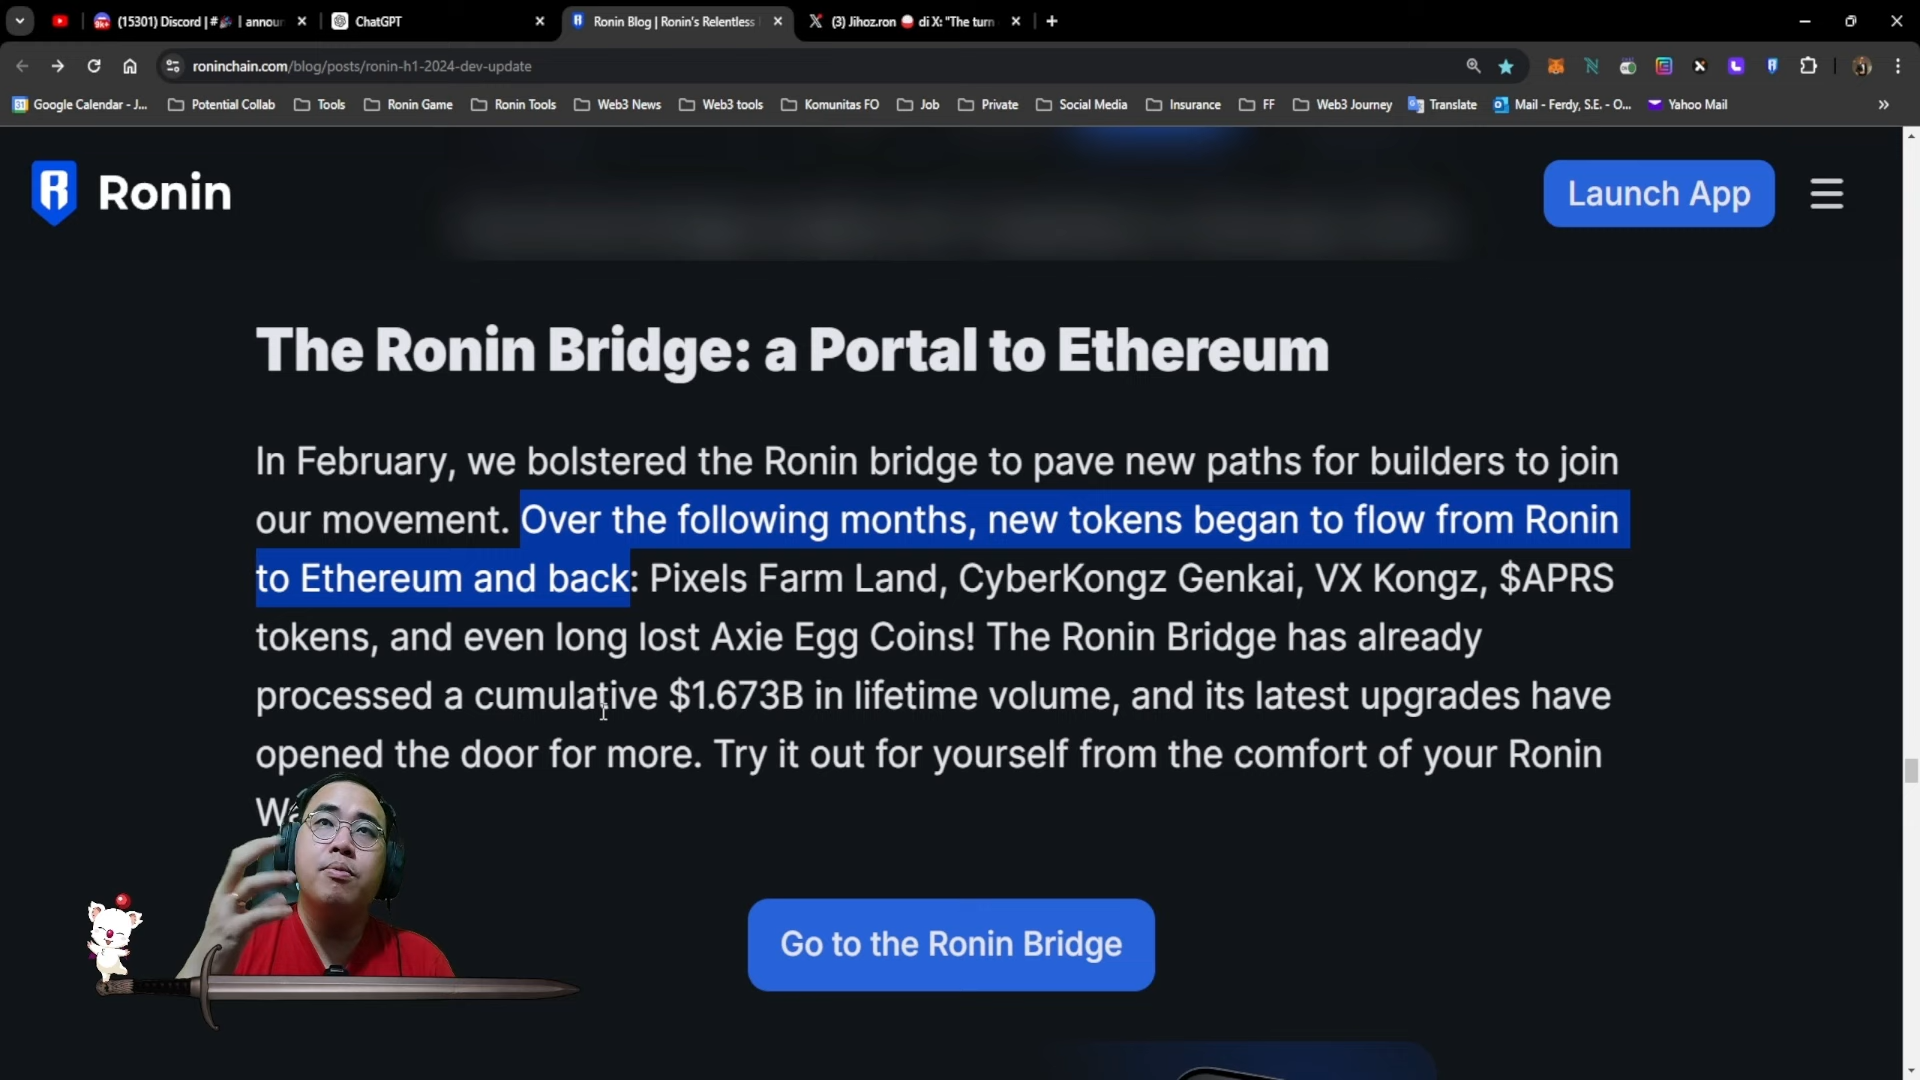 (15301) Discord | # | announ
ChatGPT
Ronin Blog | Ronin's Relentless
(3) Jihoz.ron di X: "The turn
roninchain.com/blog/posts/ronin-h1-2024-dev-update
Google Calendar - J...
Potential Collab
Tools
Ronin Game
Ronin Tools
Web3 News
Web3 tools
Komunitas FO
Job
Private
Social Media
Insurance
FF
Web3 Journey
Translate
Mail - Ferdy, S.E. - O...
Yahoo Mail
Ronin
Launch App
The Ronin Bridge: a Portal to Ethereum
In February, we bolstered the Ronin bridge to pave new paths for builders to join
our movement. Over the following months, new tokens began to flow from Ronin
to Ethereum and back: Pixels Farm Land, CyberKongz Genkai, VX Kongz, $APRS
tokens, and even long lost Axie Egg Coins! The Ronin Bridge has already
processed a cumulative $1.673B in lifetime volume, and its latest upgrades have
opened the door for more. Try it out for yourself from the comfort of your Ronin
Go to the Ronin Bridge